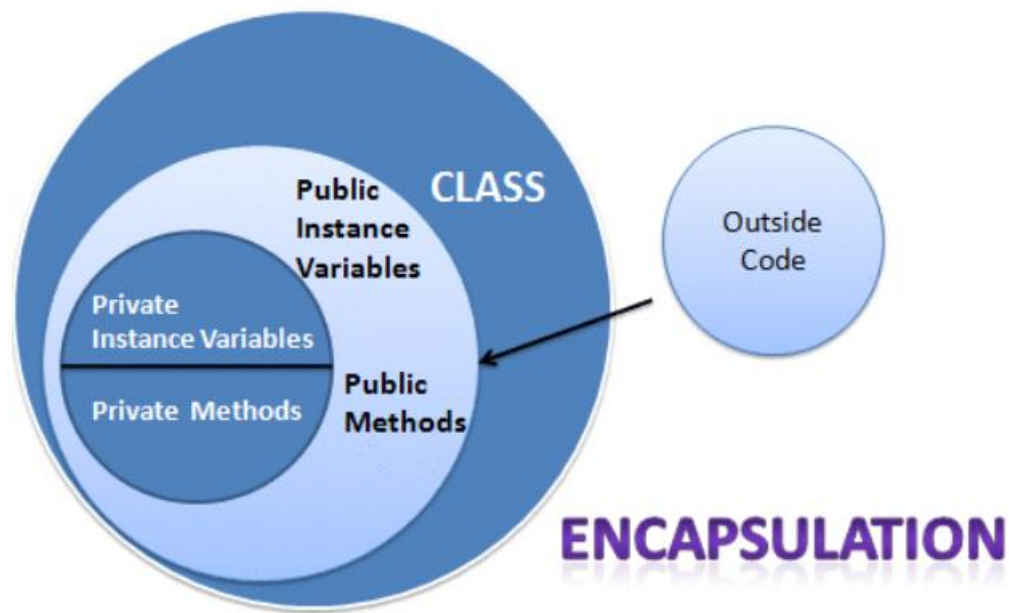 CLASS
Public
Instance
Variables
Private
Instance Variables
Private Methods
Public
Methods
Outside
Code
ENCAPSULATION